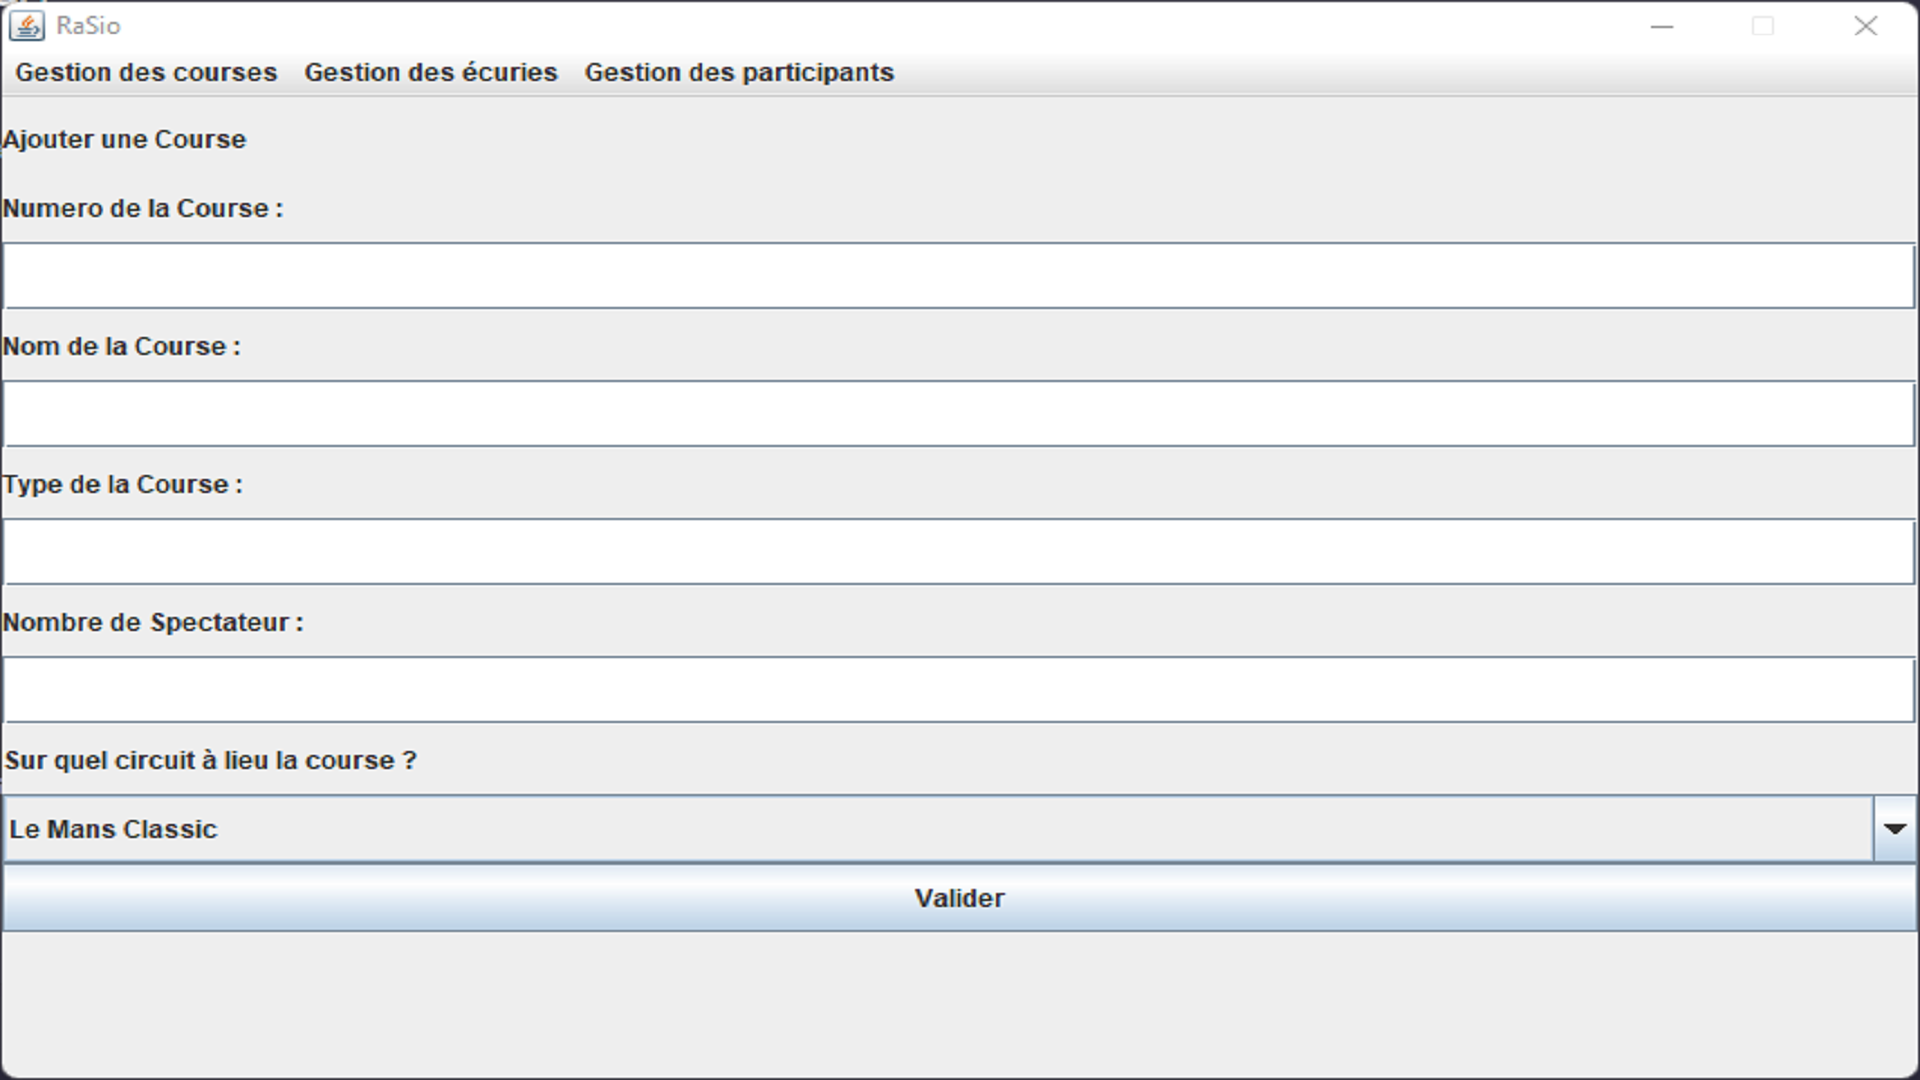 RaSio
Gestion des courses Gestion des écuries Gestion des participants
Ajouter une Course
Numero de la Course :
Nom de la Course :
Type de la Course :
Nombre de Spectateur :
Sur quel circuit à lieu la course ?
Le Mans Classic
Valider